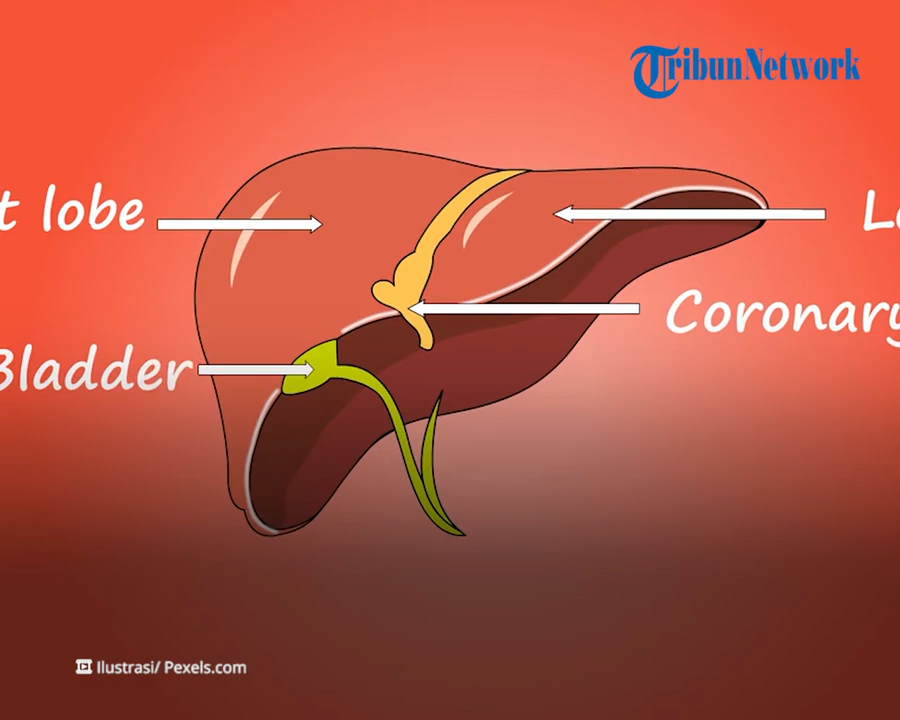 TribunNetwork
t lobe
L
Coronary
Bladder
Ilustrasi/ Pexels.com